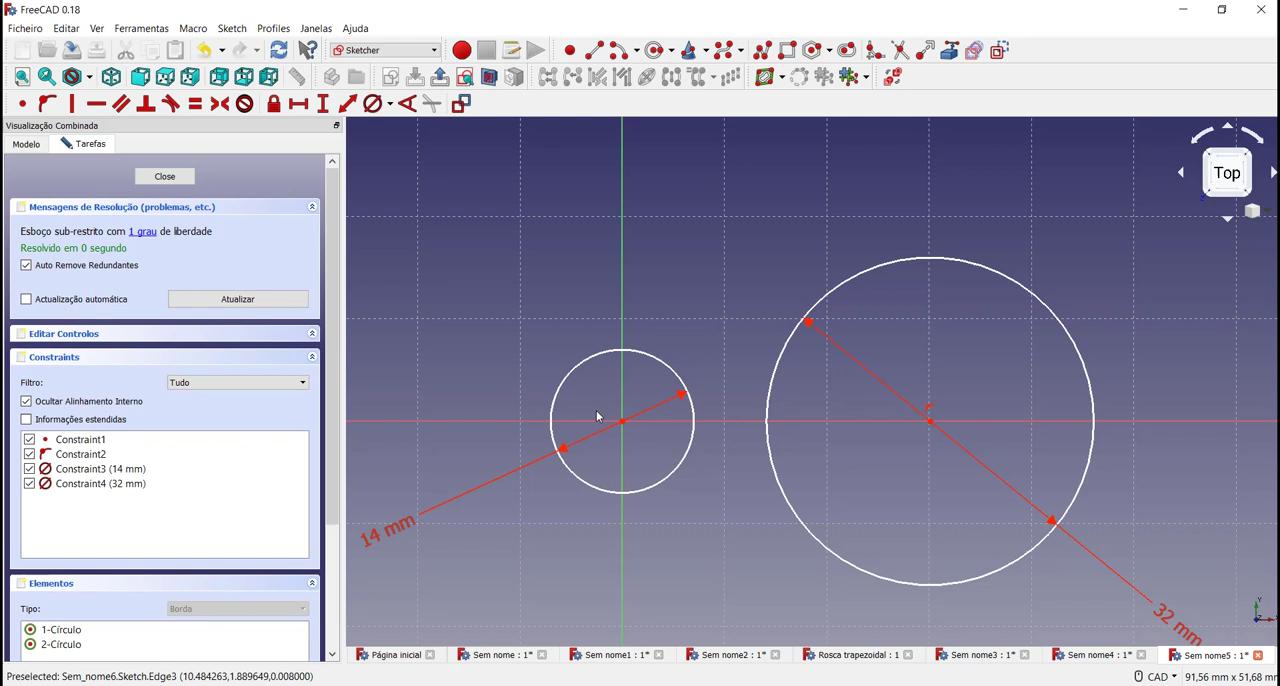 FreeCAD 0.18
Ficheiro Editar Ferramentas Macro Sketch Profiles Janelas Ajuda
Sketcher
Visualização Combinada
Modelo Tarefas
Close
Mensagens de Resolução (problemas, etc.)
Esboço sub-restrito com 1 grau de liberdade
Resolvido em 0 segundo
Auto Remove Redundantes
Actualização automática Atualizar
Editar Controlos
Constraints
Filtro: Tudo
Ocultar Alinhamento Interno
Informações estendidas
Constraint1
Constraint2
Constraint3 (14 mm)
Constraint4 (32 mm)
Elementos
Tipo: Borda
1-Círculo
2-Círculo
Top
14 mm
32 mm
Y
Z
Página inicial Sem nome : 1* Sem nome1 : 1* Sem nome2 : 1* Rosca trapezoidal : 1 Sem nome3 : 1* Sem nome4 : 1* Sem nome5 : 1*
Preselected: Sem_nome6.Sketch.Edge3 (10.484263,1.889649,0.008000) CAD 91,56 mm x 51,68 mm